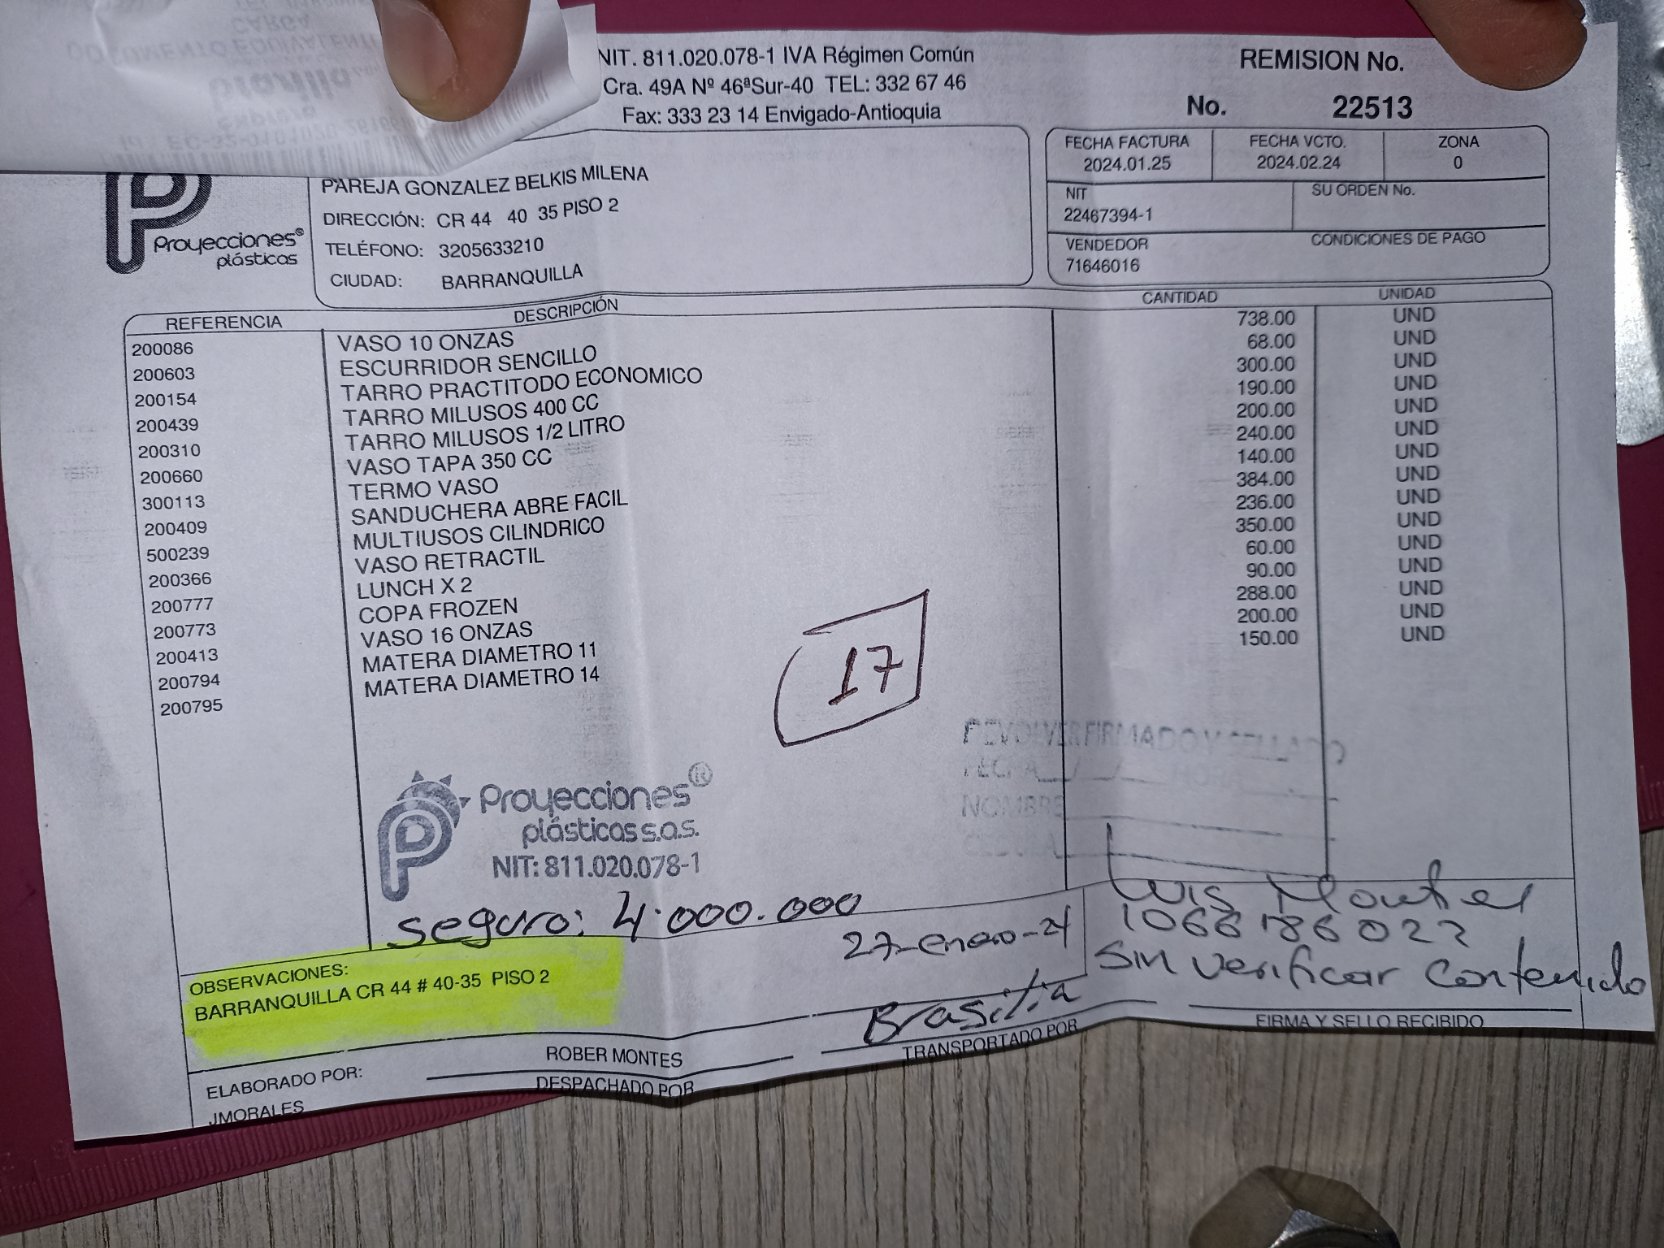 NIT. 811.020.078-1 IVA Régimen Común
Cra. 49A Nº 46ªSur-40 TEL: 332 67 46
Fax: 333 23 14 Envigado-Antioquia
REMISION No.
No. 22513
FECHA FACTURA FECHA VCTO. ZONA
2024.01.25 2024.02.24 0
NIT SU ORDEN No.
22467394-1
VENDEDOR CONDICIONES DE PAGO
71646016
Proyecciones®
plásticas
PAREJA GONZALEZ BELKIS MILENA
DIRECCIÓN: CR 44 40 35 PISO 2
TELÉFONO: 3205633210
CIUDAD: BARRANQUILLA
REFERENCIA DESCRIPCIÓN CANTIDAD UNIDAD
200086 VASO 10 ONZAS 738.00 UND
200603 ESCURRIDOR SENCILLO 68.00 UND
200154 TARRO PRACTITODO ECONOMICO 300.00 UND
200439 TARRO MILUSOS 400 CC 190.00 UND
200310 TARRO MILUSOS 1/2 LITRO 200.00 UND
200660 VASO TAPA 350 CC 240.00 UND
300113 TERMO VASO 140.00 UND
200409 SANDUCHERA ABRE FACIL 384.00 UND
500239 MULTIUSOS CILINDRICO 236.00 UND
200366 VASO RETRACTIL 350.00 UND
200777 LUNCH X 2 60.00 UND
200773 COPA FROZEN 90.00 UND
200413 VASO 16 ONZAS 288.00 UND
200794 MATERA DIAMETRO 11 200.00 UND
200795 MATERA DIAMETRO 14 150.00 UND
17
DEVOLVER FIRMADO Y SELLADO
FECHA / / HORA
NOMBRE
CEDULA
Proyecciones®
plásticas s.a.s.
NIT: 811.020.078-1
seguro: 4.000.000
27-enero-24
Luis
1066786022
Sin verificar Contenido
OBSERVACIONES:
BARRANQUILLA CR 44 # 40-35 PISO 2
Brasilia
ROBER MONTES
TRANSPORTADO POR
FIRMA Y SELLO RECIBIDO
ELABORADO POR:
DESPACHADO POR
JMORALES